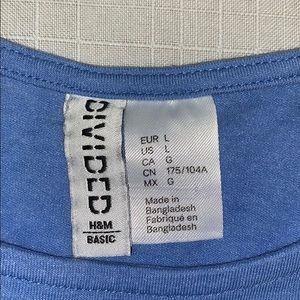 DIVIDED
H&M
BASIC
EUR L
US L
CA G
CN 175/104A
MX G
Made in
Bangladesh
Fabriqué en
Bangladesh